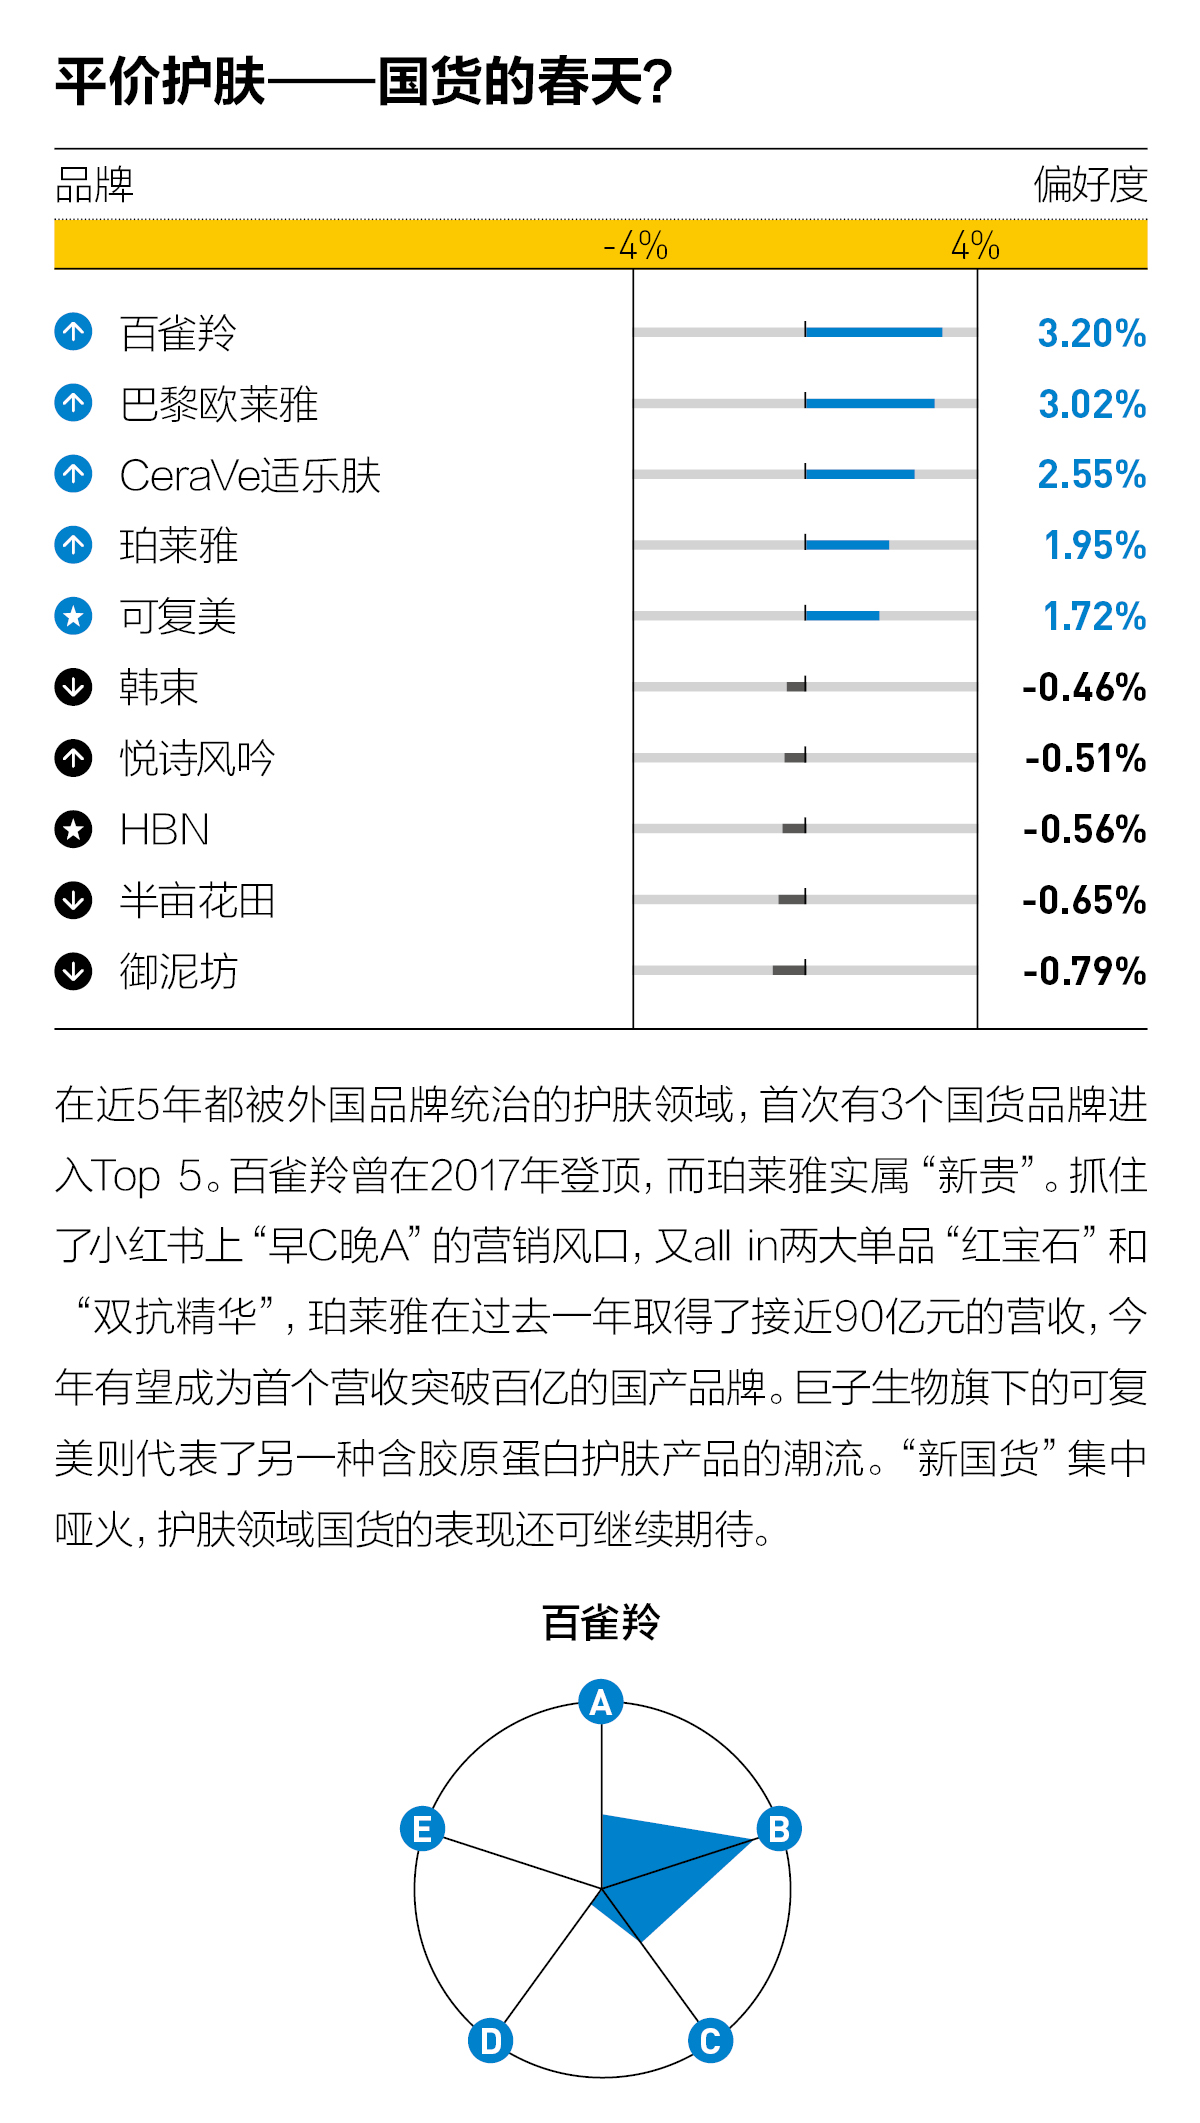 平价护肤——国货的春天?
品牌 偏好度
-4% 4%
百雀羚 3.20%
巴黎欧莱雅 3.02%
CeraVe适乐肤 2.55%
珀莱雅 1.95%
可复美 1.72%
韩束 -0.46%
悦诗风吟 -0.51%
HBN -0.56%
半亩花田 -0.65%
御泥坊 -0.79%
在近5年都被外国品牌统治的护肤领域，首次有3个国货品牌进
入Top 5。百雀羚曾在2017年登顶，而珀莱雅实属“新贵”。抓住
了小红书上“早C晚A”的营销风口，又all in两大单品“红宝石”和
“双抗精华”，珀莱雅在过去一年取得了接近90亿元的营收，今
年有望成为首个营收突破百亿的国产品牌。巨子生物旗下的可复
美则代表了另一种含胶原蛋白护肤产品的潮流。“新国货”集中
哑火，护肤领域国货的表现还可继续期待。
百雀羚
A
E B
D C